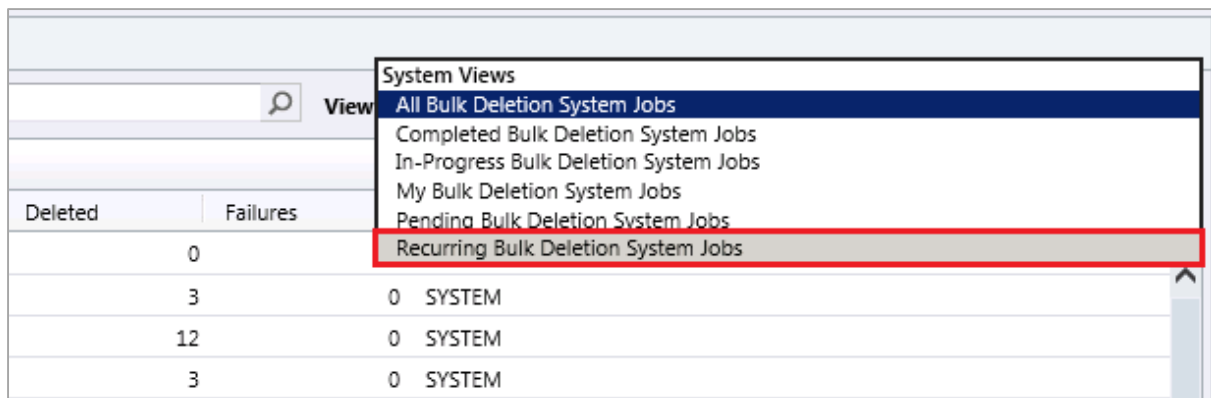 System Views
View
All Bulk Deletion System Jobs
Completed Bulk Deletion System Jobs
In-Progress Bulk Deletion System Jobs
My Bulk Deletion System Jobs
Pending Bulk Deletion System Jobs
Recurring Bulk Deletion System Jobs
Deleted Failures
0
3 0 SYSTEM
12 0 SYSTEM
3 0 SYSTEM